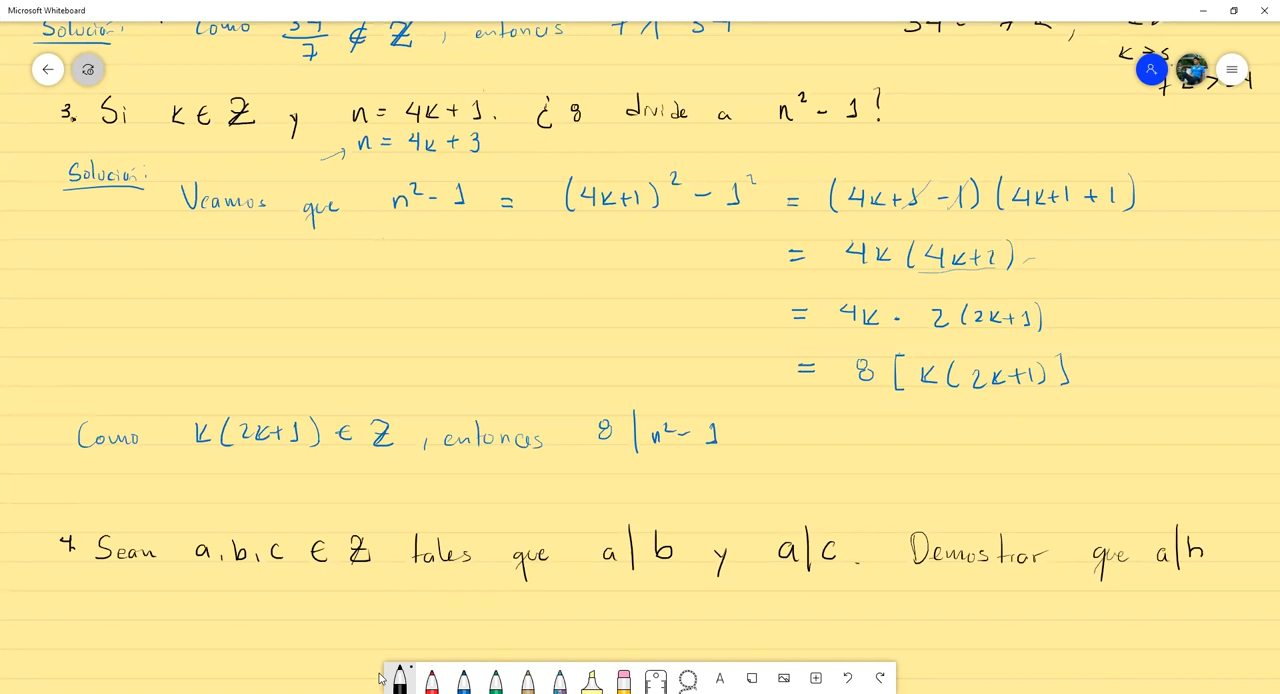 Microsoft Whiteboard
Solución: Como 34/7 ∉ ℤ, entonces 7 ∤ 34
3. Si k ∈ ℤ y n = 4k + 1. ¿8 divide a n² - 1?
n = 4k + 3
Solución:
Veamos que n² - 1 = (4k+1)² - 1² = (4k+1 - 1)(4k+1 + 1)
= 4k(4k+2)
= 4k · 2(2k+1)
= 8[k(2k+1)]
Como k(2k+1) ∈ ℤ, entonces 8 | n² - 1
4. Sean a, b, c ∈ ℤ tales que a|b y a|c. Demostrar que a|b